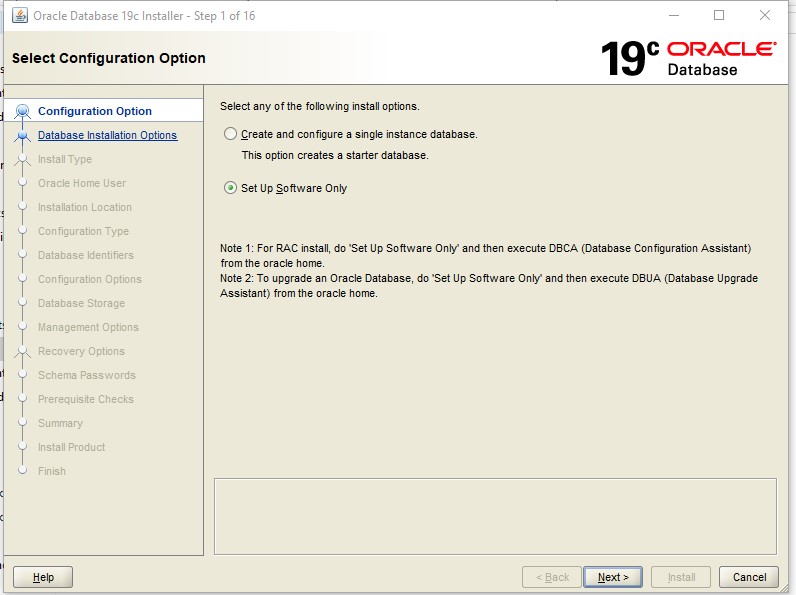 Oracle Database 19c Installer - Step 1 of 16
Select Configuration Option
19c ORACLE
Database
Configuration Option
Database Installation Options
Install Type
Oracle Home User
Installation Location
Configuration Type
Database Identifiers
Configuration Options
Database Storage
Management Options
Recovery Options
Schema Passwords
Prerequisite Checks
Summary
Install Product
Finish
Select any of the following install options.
Create and configure a single instance database.
This option creates a starter database.
Set Up Software Only
Note 1: For RAC install, do 'Set Up Software Only' and then execute DBCA (Database Configuration Assistant)
from the oracle home.
Note 2: To upgrade an Oracle Database, do 'Set Up Software Only' and then execute DBUA (Database Upgrade
Assistant) from the oracle home.
Help
< Back
Next >
Install
Cancel